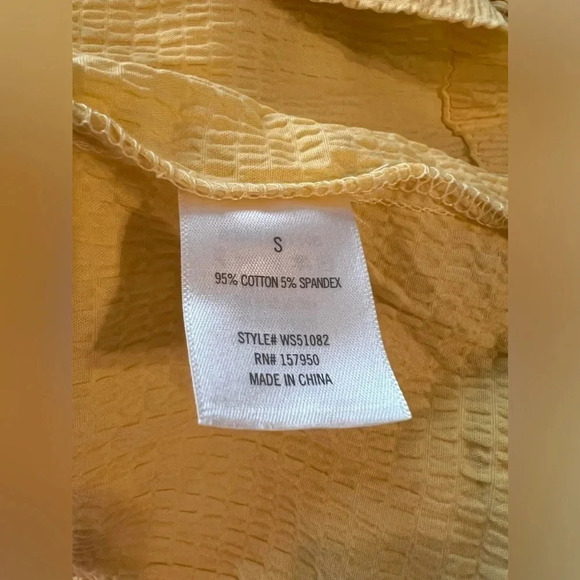 S
95% COTTON 5% SPANDEX
STYLE# WS51082
RN# 157950
MADE IN CHINA